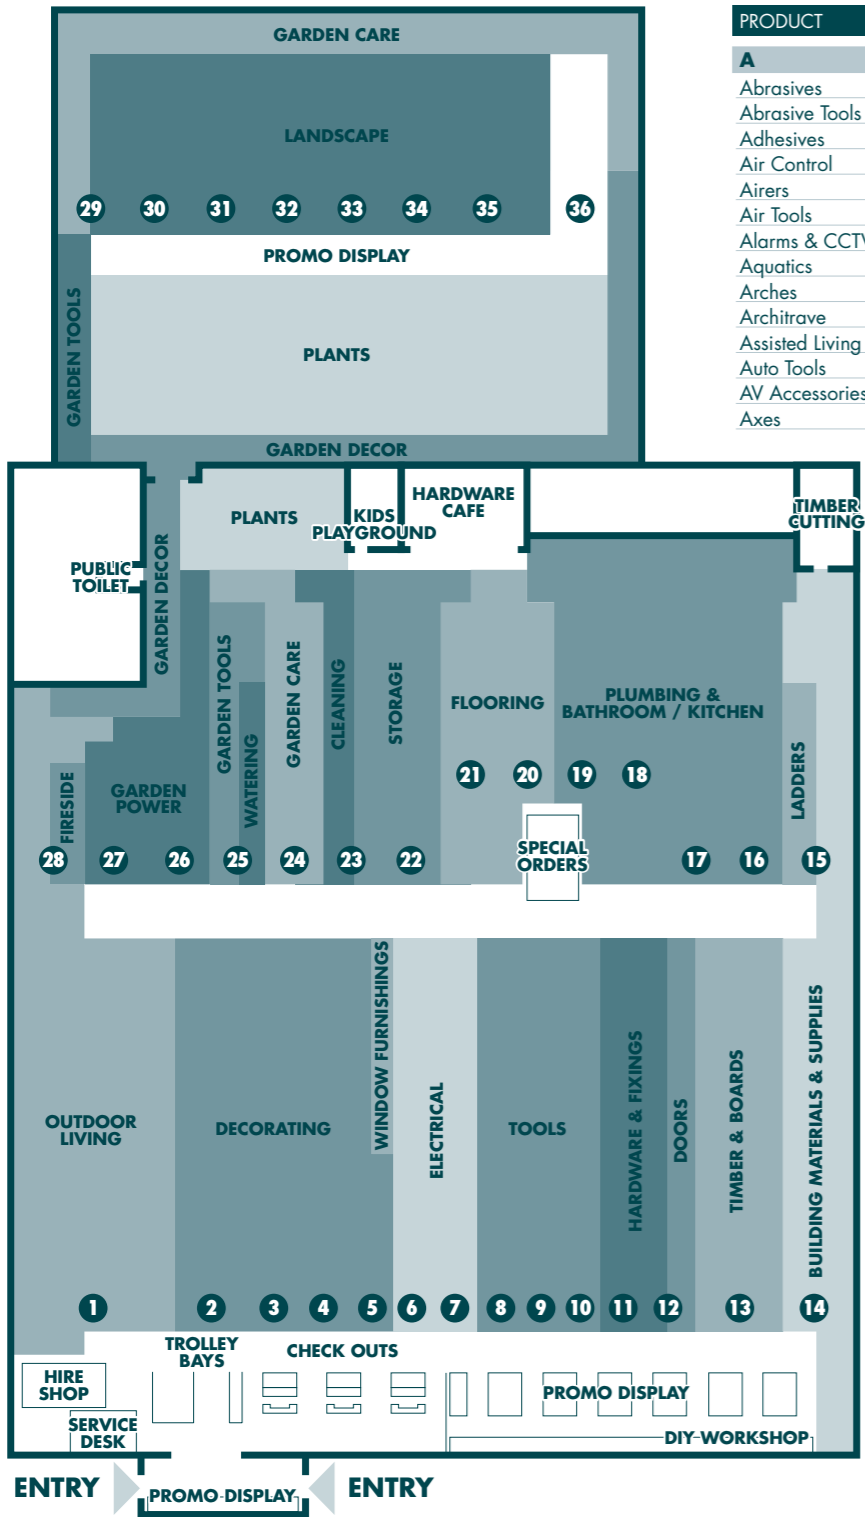 GARDEN CARE
LANDSCAPE
29 30 31 32 33 34 35 36
PROMO DISPLAY
GARDEN TOOLS
PLANTS
GARDEN DECOR
PRODUCT
A
Abrasives
Abrasive Tools
Adhesives
Air Control
Airers
Air Tools
Alarms & CCTV
Aquatics
Arches
Architrave
Assisted Living
Auto Tools
AV Accessories
Axes
PUBLIC
TOILET
GARDEN DECOR
PLANTS
KIDS
PLAYGROUND
HARDWARE
CAFE
TIMBER
CUTTING
FIRESIDE
GARDEN
POWER
GARDEN TOOLS
WATERING
GARDEN CARE
CLEANING
STORAGE
FLOORING
PLUMBING &
BATHROOM / KITCHEN
LADDERS
21 20 19 18
SPECIAL
ORDERS
28 27 26 25 24 23 22 17 16 15
OUTDOOR
LIVING
DECORATING
WINDOW FURNISHINGS
ELECTRICAL
TOOLS
HARDWARE & FIXINGS
DOORS
TIMBER & BOARDS
BUILDING MATERIALS & SUPPLIES
1 2 3 4 5 6 7 8 9 10 11 12 13 14
TROLLEY
BAYS
CHECK OUTS
HIRE
SHOP
SERVICE
DESK
PROMO DISPLAY
DIY WORKSHOP
ENTRY
PROMO DISPLAY
ENTRY